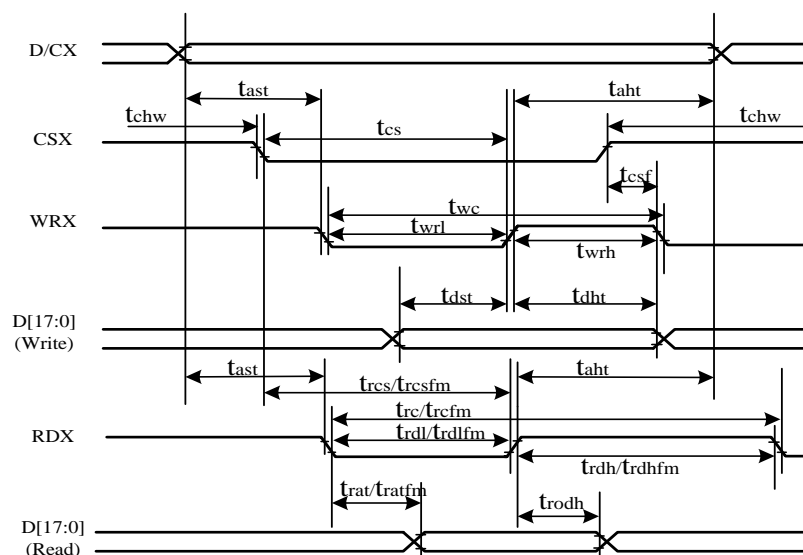 D/CX
tast
taht
tchw
tchw
tcs
CSX
tcsf
twc
WRX
twrl
twrh
tdst
tdht
D[17:0]
(Write)
tast
trcs/trcsfm
taht
trc/trcfm
RDX
trdl/trdlfm
trdh/trdhfm
trat/tratfm
trodh
D[17:0]
(Read)